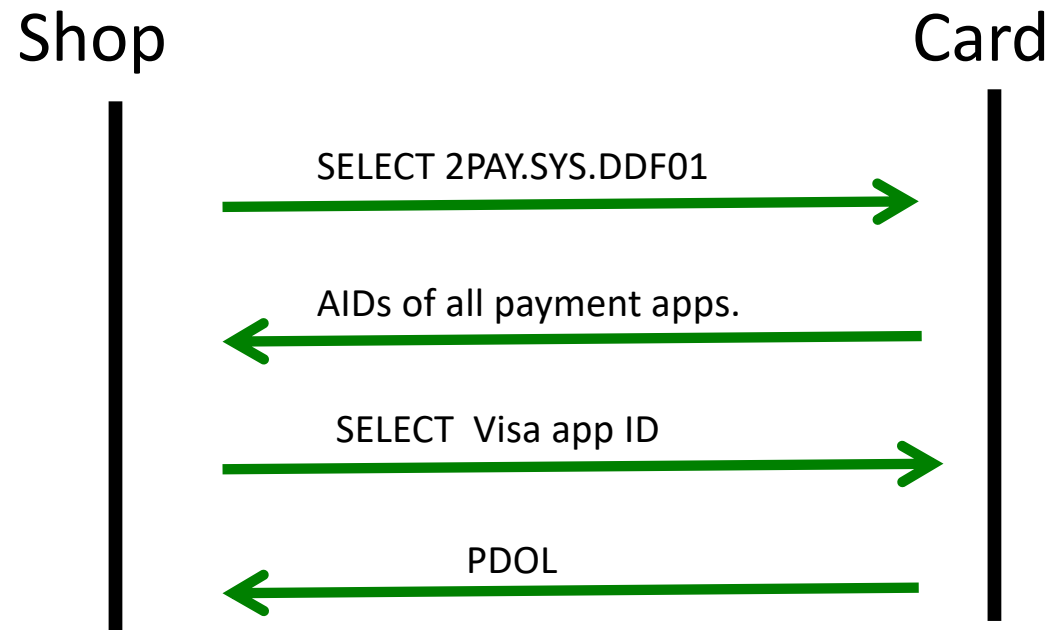 Shop
Card
SELECT 2PAY.SYS.DDF01
AIDs of all payment apps.
SELECT  Visa app ID
PDOL